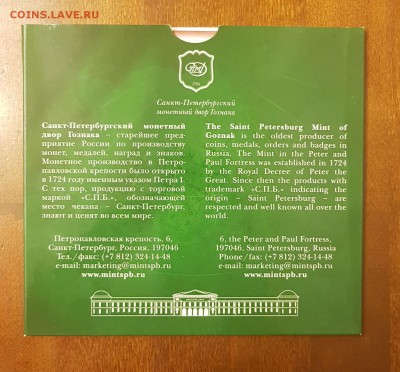 COINS.LAVE.RU
1724
Санкт-Петербургский
монетный двор Гознака
Санкт-Петербургский монетный
двор Гознака – старейшее пред-
приятие России по производству
монет, медалей, наград и знаков.
Монетное производство в Петро-
павловской крепости было открыто
в 1724 году именным указом Петра I.
С тех пор, продукцию с торговой
маркой «С.П.Б.», обозначающей
место чекана – Санкт-Петербург,
знают и ценят во всем мире.
The Saint Petersburg Mint of
Goznak is the oldest producer of
coins, medals, orders and badges in
Russia. The Mint in the Peter and
Paul Fortress was established in 1724
by the Royal Decree of Peter the
Great. Since then the products with
trademark «С.П.Б.» indicating the
origin – Saint Petersburg – are
respected and well known all over the
world.
Петропавловская крепость, 6,
Санкт-Петербург, Россия, 197046
Тел./факс: (+7 812) 324-14-48
e-mail: marketing@mintspb.ru
www.mintspb.ru
6, the Peter and Paul Fortress,
197046, Saint Petersburg, Russia
Phone/fax: (+7 812) 324-14-48
e-mail: marketing@mintspb.ru
www.mintspb.ru